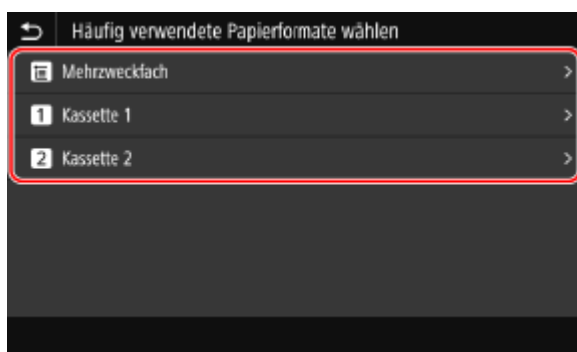 Häufig verwendete Papierformate wählen
Mehrzweckfach
1 Kassette 1
2 Kassette 2